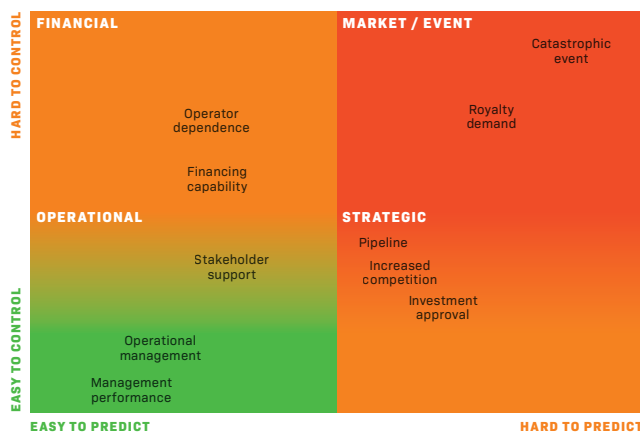 HARD TO CONTROL
FINANCIAL
MARKET / EVENT
Catastrophic
event
Operator
dependence
Royalty
demand
Financing
capability
OPERATIONAL
STRATEGIC
Stakeholder
support
Pipeline
Increased
competition
Investment
approval
Operational
management
Management
performance
EASY TO CONTROL
EASY TO PREDICT
HARD TO PREDICT